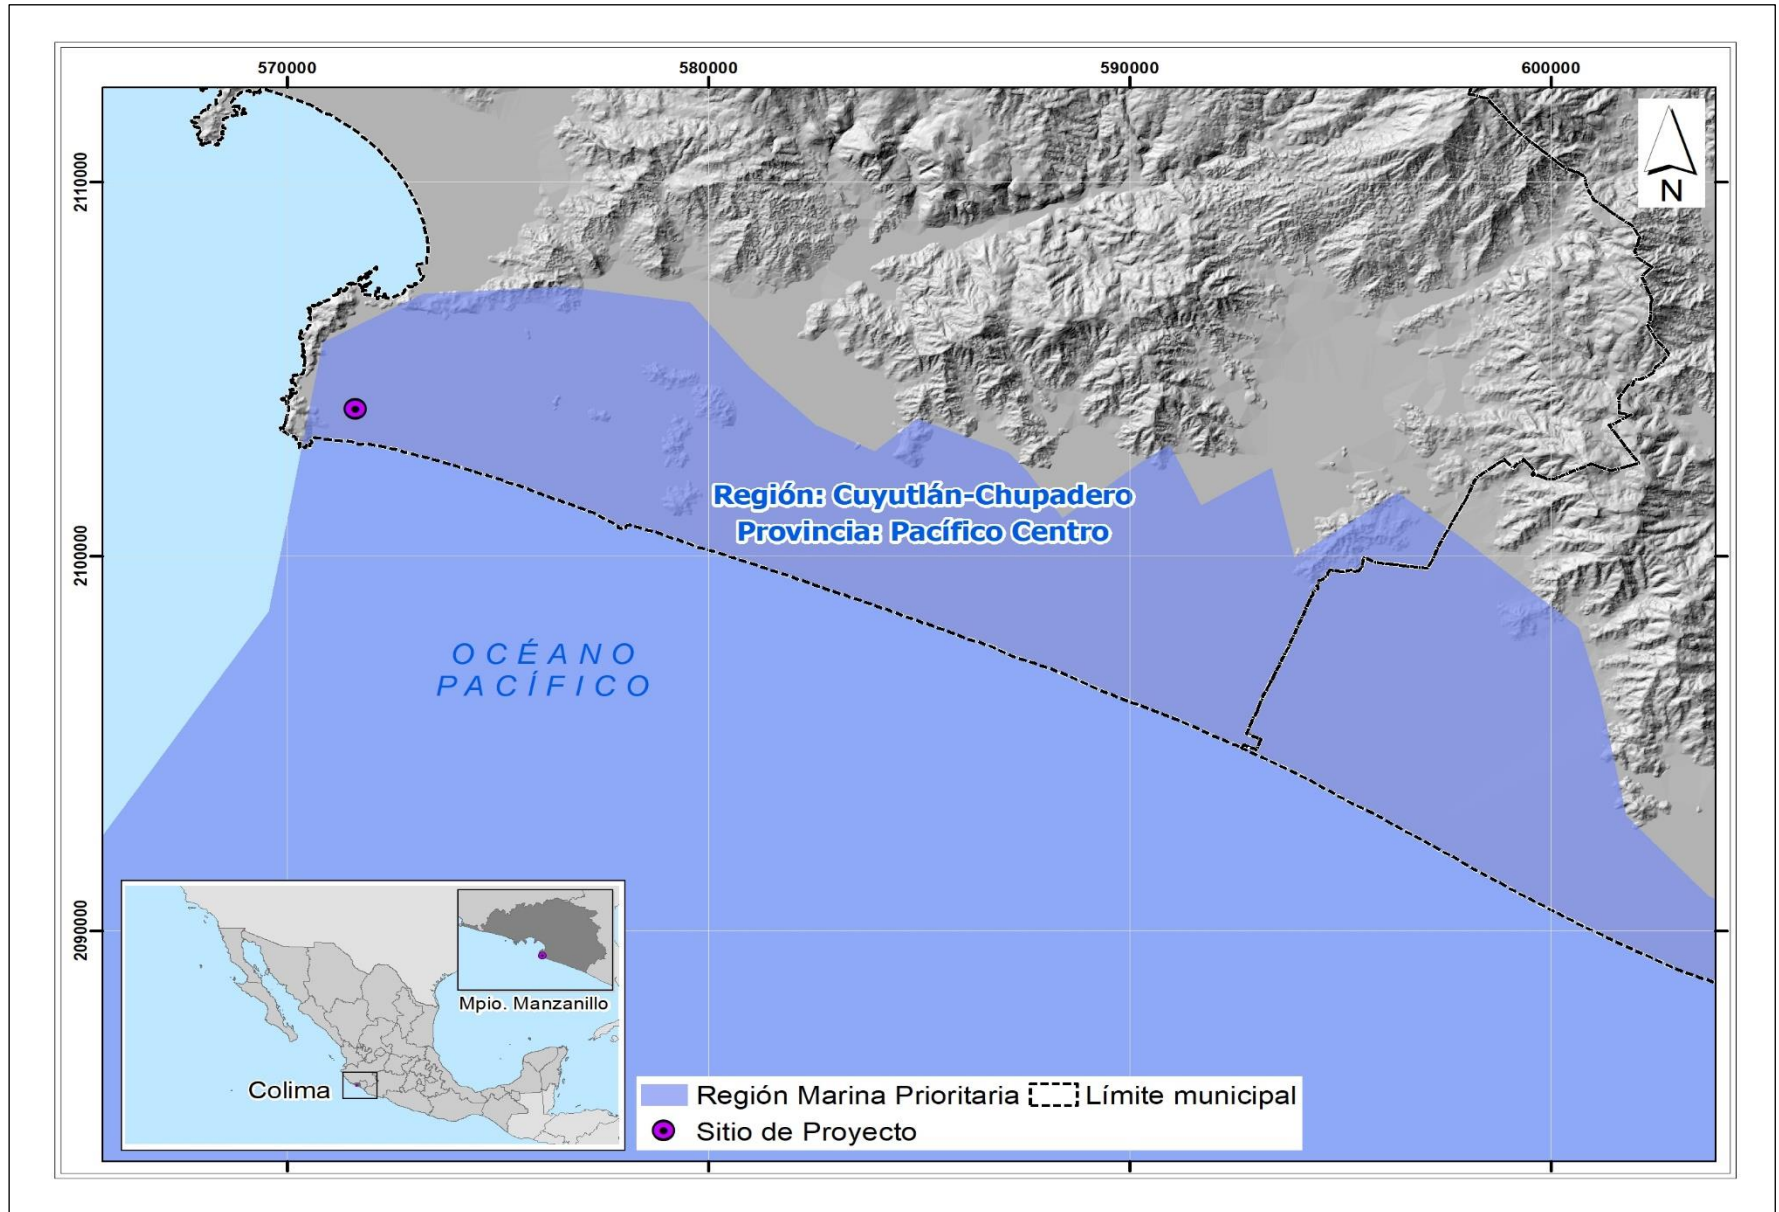 570000
580000
590000
600000
2110000
2100000
2090000
N
Región: Cuyutlán-Chupadero
Provincia: Pacífico Centro
OCÉANO
PACÍFICO
Mpio. Manzanillo
Colima
Región Marina Prioritaria
Límite municipal
Sitio de Proyecto